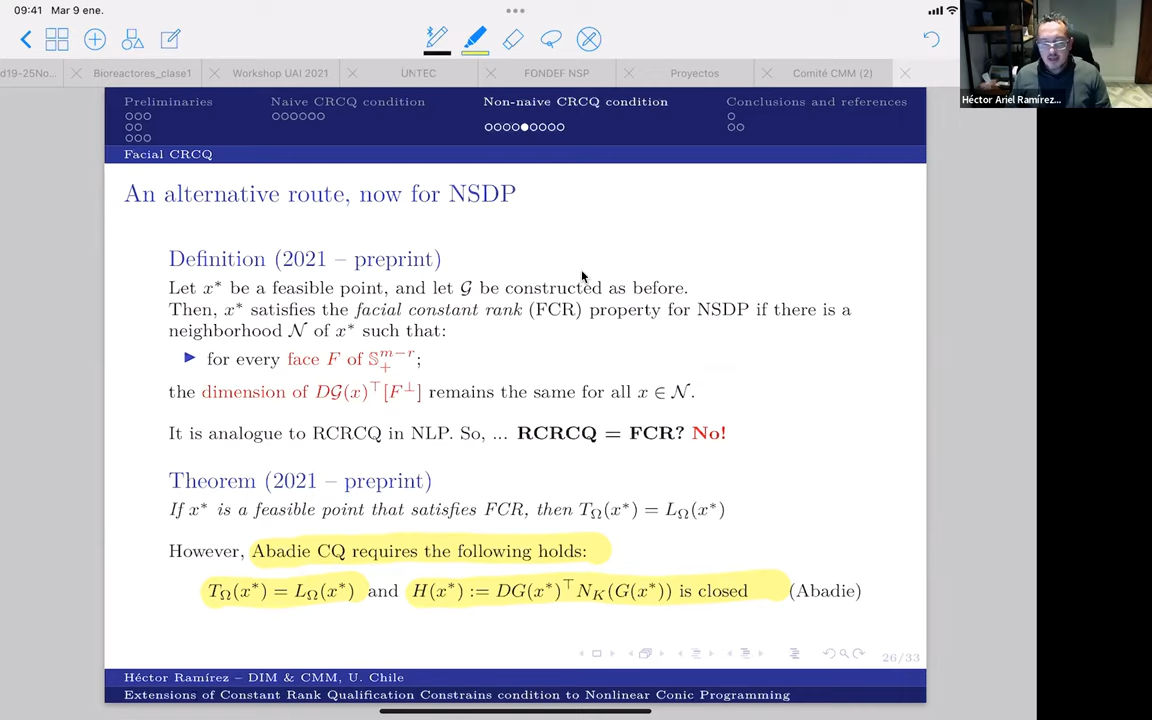 09:41 Mar 9 ene.
d19-25No...
Bioreactores_clase1
Workshop UAI 2021
UNTEC
FONDEF NSP
Proyectos
Comité CMM (2)
Héctor Ariel Ramírez...
Preliminaries
Naive CRCQ condition
Non-naive CRCQ condition
Conclusions and references
Facial CRCQ
An alternative route, now for NSDP
Definition (2021 – preprint)
Let x* be a feasible point, and let 𝒢 be constructed as before.
Then, x* satisfies the facial constant rank (FCR) property for NSDP if there is a
neighborhood 𝒩 of x* such that:
▶ for every face F of 𝕊₊^{m−r};
the dimension of D𝒢(x)^⊤[F^⊥] remains the same for all x ∈ 𝒩.
It is analogue to RCRCQ in NLP. So, ... RCRCQ = FCR? No!
Theorem (2021 – preprint)
If x* is a feasible point that satisfies FCR, then T_Ω(x*) = L_Ω(x*)
However, Abadie CQ requires the following holds:
T_Ω(x*) = L_Ω(x*) and H(x*) := DG(x*)^⊤ N_K(G(x*)) is closed (Abadie)
26/33
Héctor Ramírez – DIM & CMM, U. Chile
Extensions of Constant Rank Qualification Constrains condition to Nonlinear Conic Programming